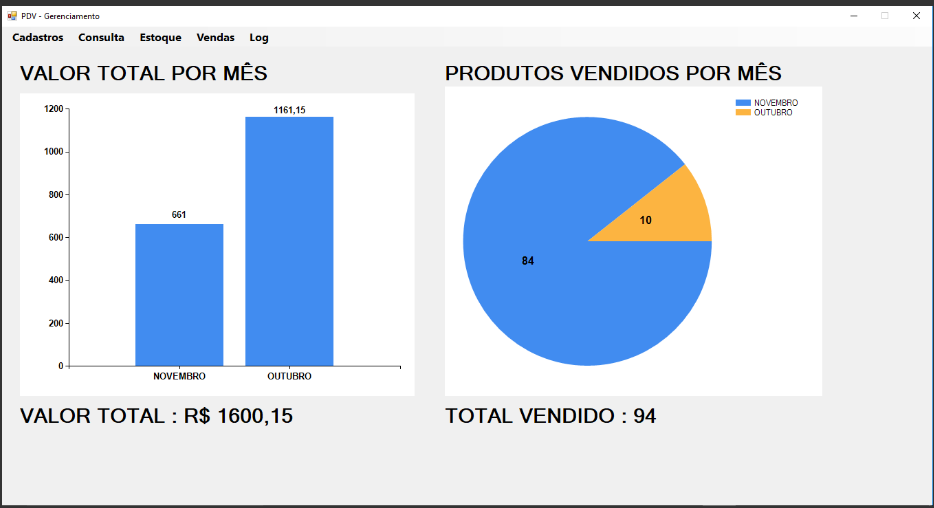 PDV - Gerenciamento
Cadastros Consulta Estoque Vendas Log
VALOR TOTAL POR MÊS
1200
1000
800
600
400
200
0
661
1161,15
NOVEMBRO OUTUBRO
VALOR TOTAL : R$ 1600,15
PRODUTOS VENDIDOS POR MÊS
NOVEMBRO
OUTUBRO
10
84
TOTAL VENDIDO : 94